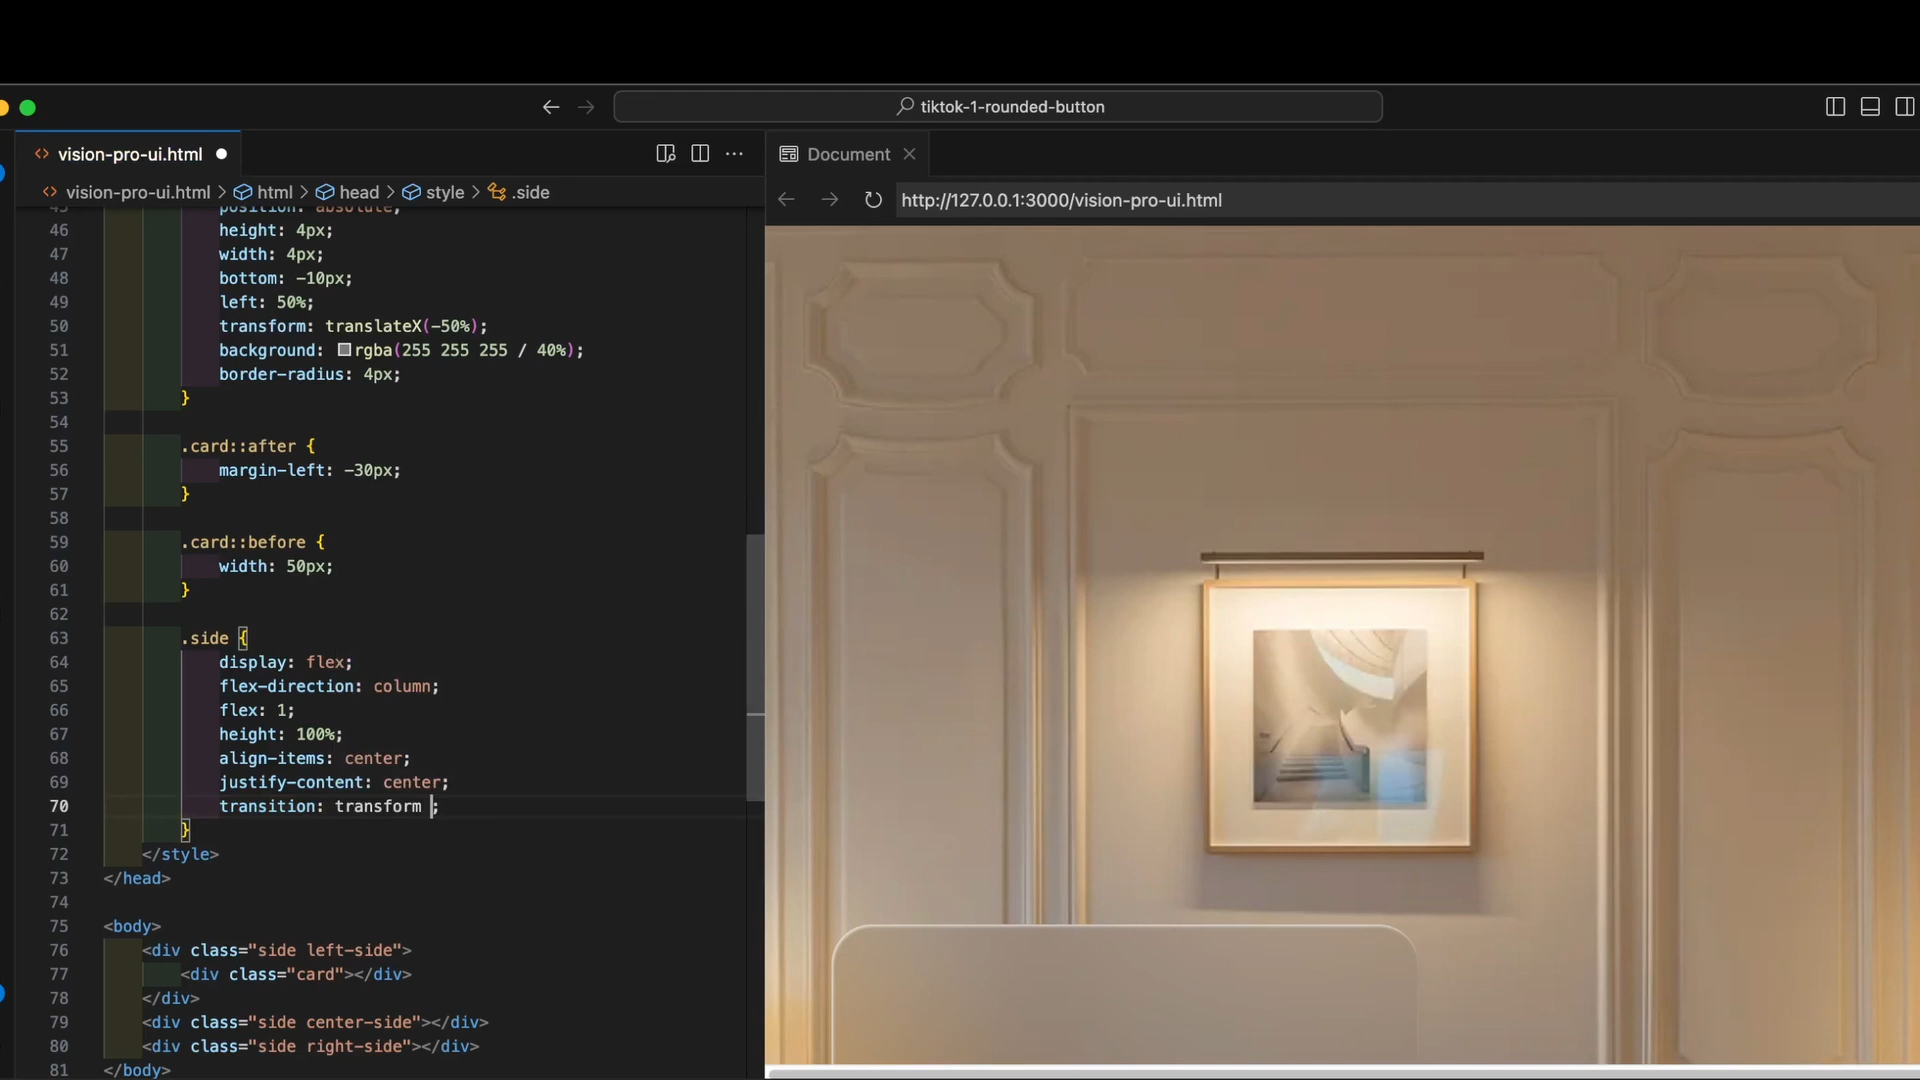 tiktok-1-rounded-button
vision-pro-ui.html
Document
vision-pro-ui.html > html > head > style > .side
http://127.0.0.1:3000/vision-pro-ui.html
45 position: absolute;
46 height: 4px;
47 width: 4px;
48 bottom: -10px;
49 left: 50%;
50 transform: translateX(-50%);
51 background: rgba(255 255 255 / 40%);
52 border-radius: 4px;
53 }
54
55 .card::after {
56 margin-left: -30px;
57 }
58
59 .card::before {
60 width: 50px;
61 }
62
63 .side {
64 display: flex;
65 flex-direction: column;
66 flex: 1;
67 height: 100%;
68 align-items: center;
69 justify-content: center;
70 transition: transform ;
71 }
72 </style>
73 </head>
74
75 <body>
76 <div class="side left-side">
77 <div class="card"></div>
78 </div>
79 <div class="side center-side"></div>
80 <div class="side right-side"></div>
81 </body>